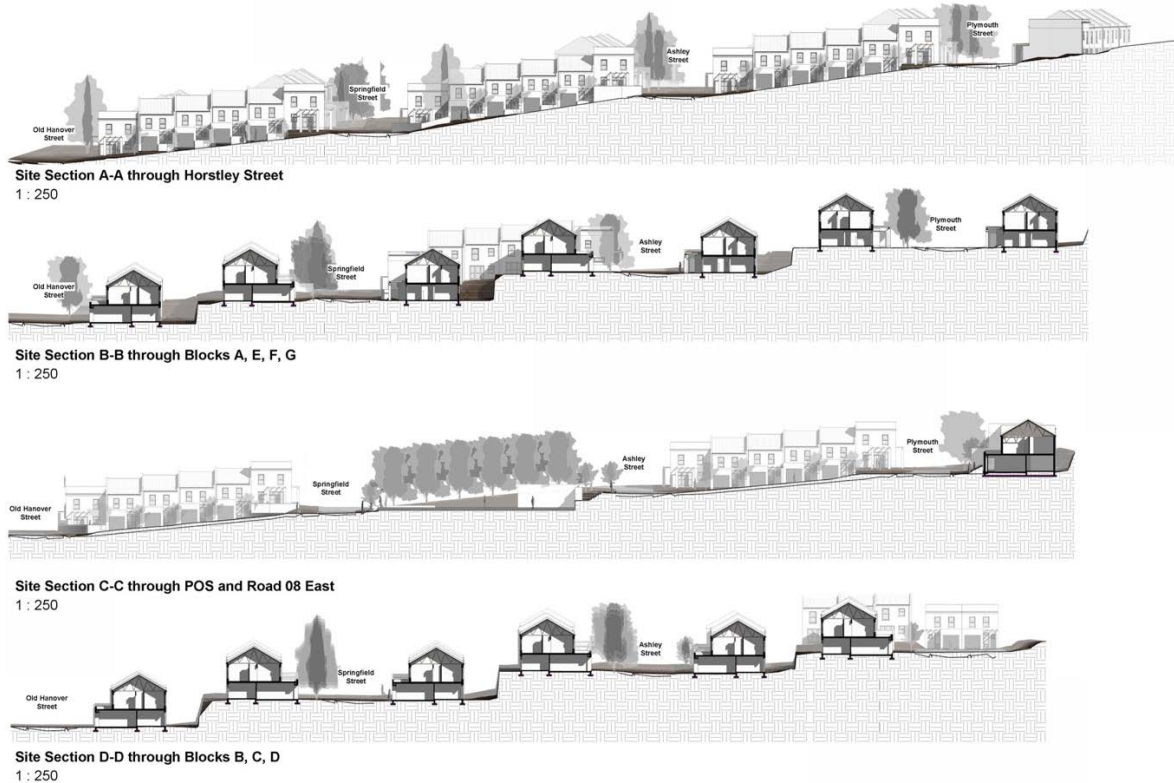 Plymouth
Street
Ashley
Street
Springfield
Street
Old Hanover
Street
Site Section A-A through Horstley Street
1 : 250
Plymouth
Street
Ashley
Street
Springfield
Street
Old Hanover
Street
Site Section B-B through Blocks A, E, F, G
1 : 250
Plymouth
Street
Ashley
Street
Springfield
Street
Old Hanover
Street
Site Section C-C through POS and Road 08 East
1 : 250
Ashley
Street
Springfield
Street
Old Hanover
Street
Site Section D-D through Blocks B, C, D
1 : 250